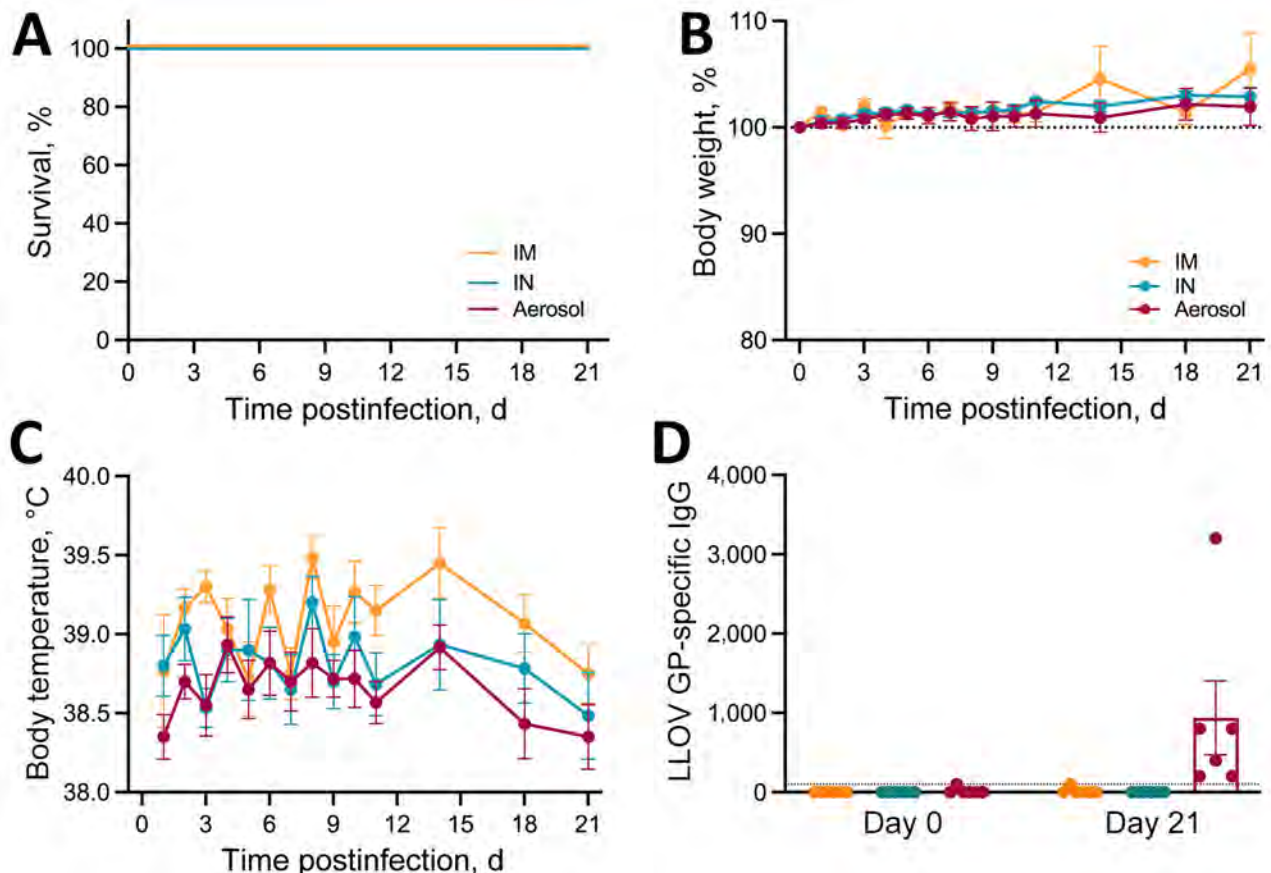 A
Survival, %
100
80
60
40
20
0
IM
IN
Aerosol
0 3 6 9 12 15 18 21
Time postinfection, d
B
Body weight, %
110
100
90
80
IM
IN
Aerosol
0 3 6 9 12 15 18 21
Time postinfection, d
C
Body temperature, °C
40.0
39.5
39.0
38.5
38.0
0 3 6 9 12 15 18 21
Time postinfection, d
D
LLOV GP-specific IgG
4,000
3,000
2,000
1,000
0
Day 0 Day 21